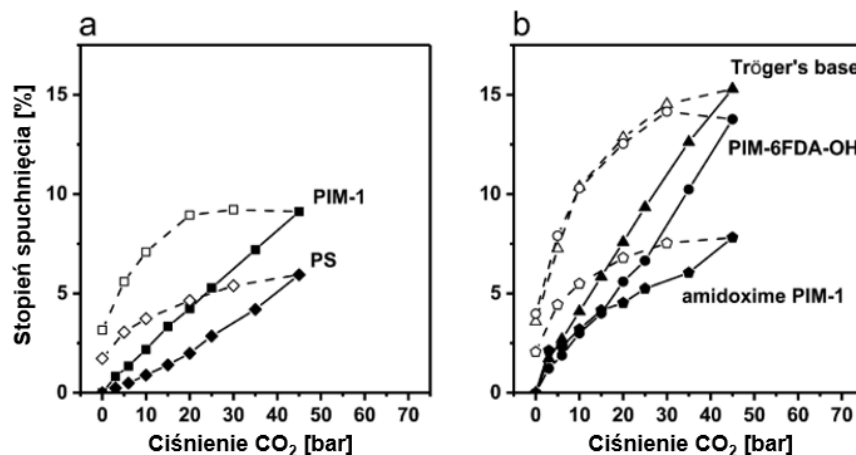 a
Stopień spuchnięcia [%]
15
10
5
0
PIM-1
PS
0 10 20 30 40 50 60 70
Ciśnienie CO₂ [bar]
b
15
10
5
0
Tröger's base
PIM-6FDA-OH
amidoxime PIM-1
0 10 20 30 40 50 60 70
Ciśnienie CO₂ [bar]